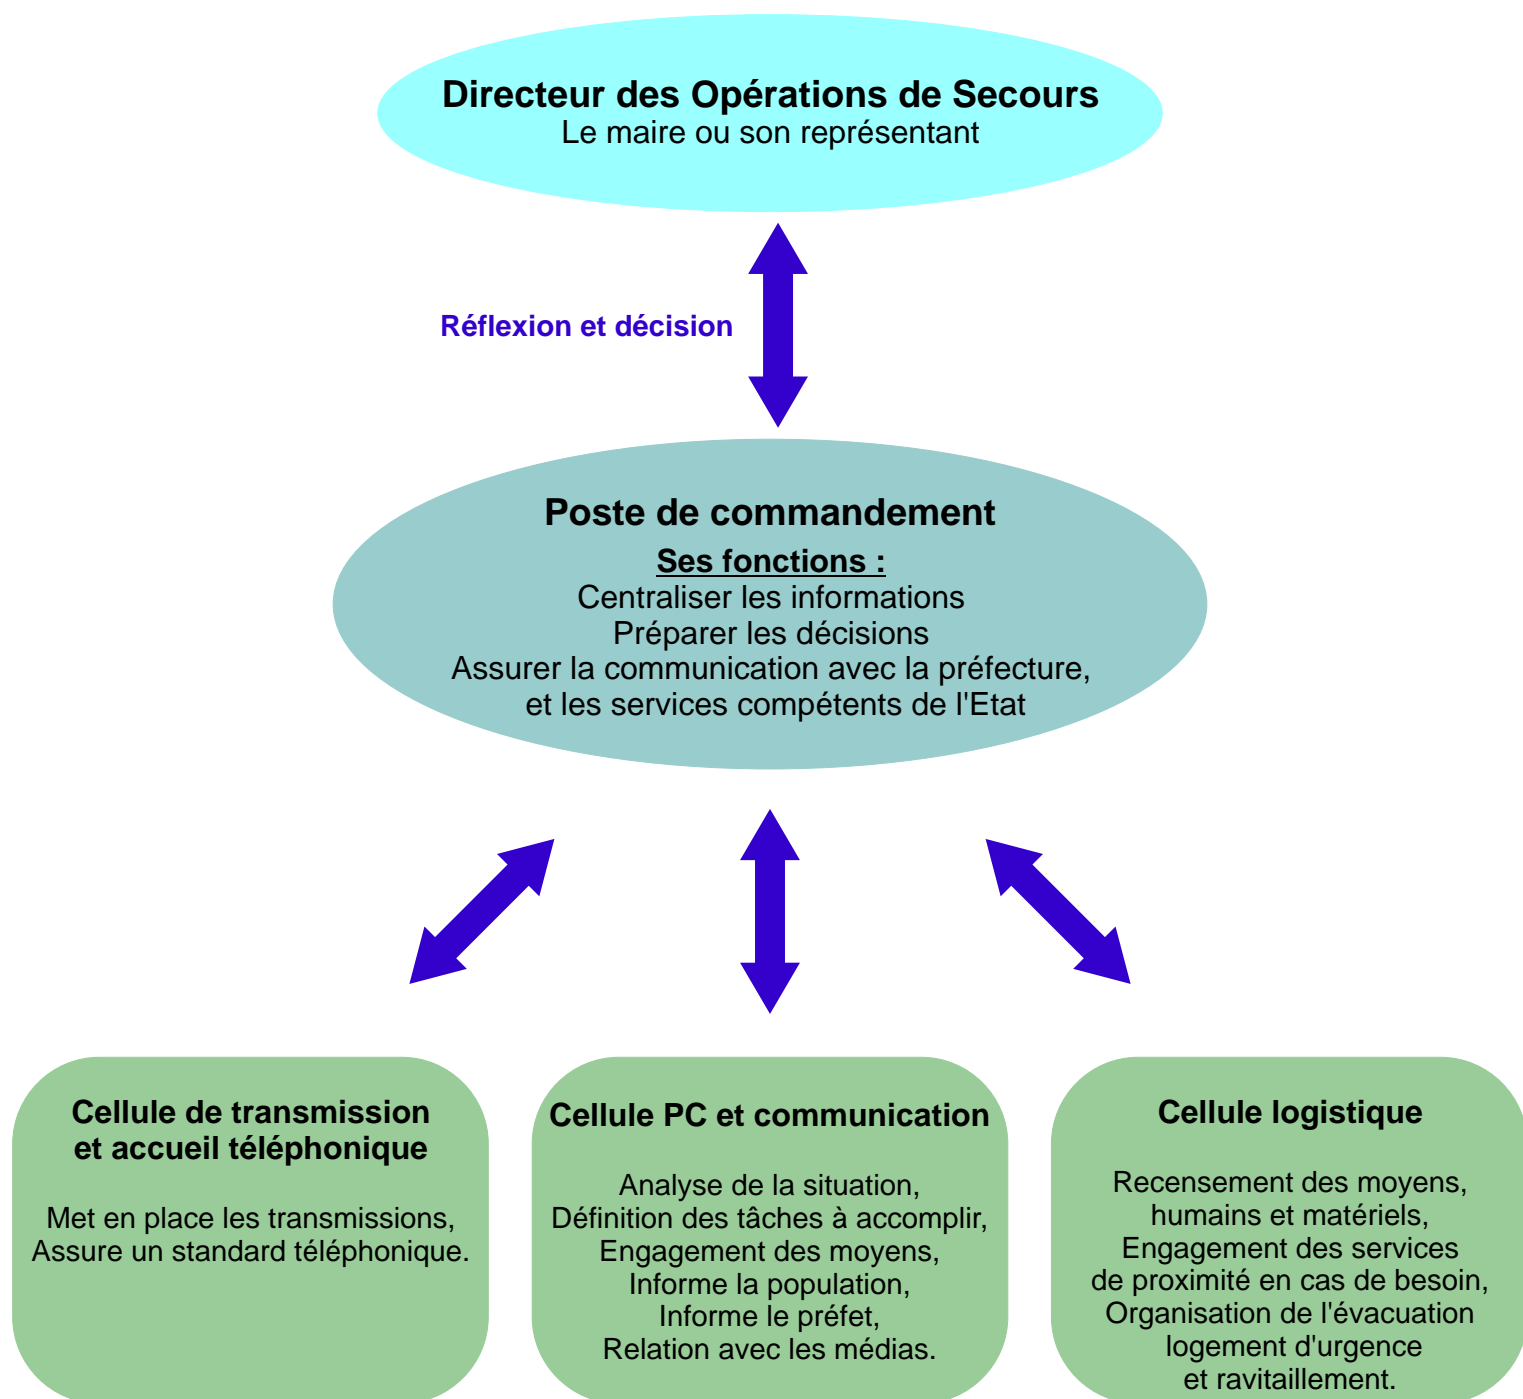 Directeur des Opérations de Secours
Le maire ou son représentant
Réflexion et décision
Poste de commandement
Ses fonctions :
Centraliser les informations
Préparer les décisions
Assurer la communication avec la préfecture,
et les services compétents de l'Etat
Cellule de transmission
et accueil téléphonique
Met en place les transmissions,
Assure un standard téléphonique.
Cellule PC et communication
Analyse de la situation,
Définition des tâches à accomplir,
Engagement des moyens,
Informe la population,
Informe le préfet,
Relation avec les médias.
Cellule logistique
Recensement des moyens,
humains et matériels,
Engagement des services
de proximité en cas de besoin,
Organisation de l'évacuation
logement d'urgence
et ravitaillement.